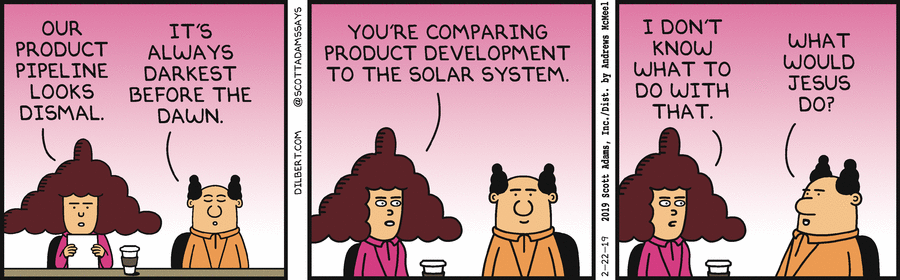 OUR
PRODUCT
PIPELINE
LOOKS
DISMAL.
IT'S
ALWAYS
DARKEST
BEFORE THE
DAWN.
DILBERT.COM @SCOTTADAMSSAYS
YOU'RE COMPARING
PRODUCT DEVELOPMENT
TO THE SOLAR SYSTEM.
2-22-19 2019 Scott Adams, Inc./Dist. by Andrews McMeel
I DON'T
KNOW
WHAT TO
DO WITH
THAT.
WHAT
WOULD
JESUS
DO?